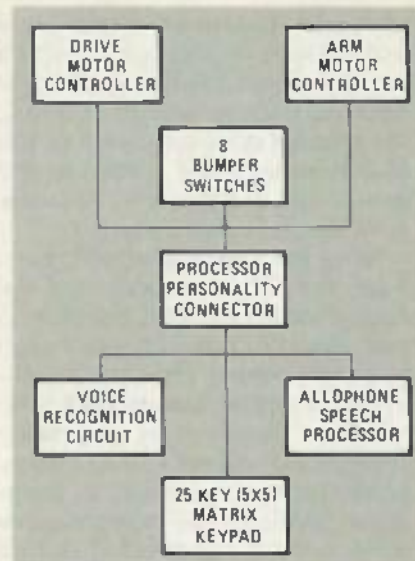 DRIVE
MOTOR
CONTROLLER
ARM
MOTOR
CONTROLLER
8
BUMPER
SWITCHES
PROCESSOR
PERSONALITY
CONNECTOR
VOICE
RECOGNITION
CIRCUIT
ALLOPHONE
SPEECH
PROCESSOR
25 KEY (5X5)
MATRIX
KEYPAD